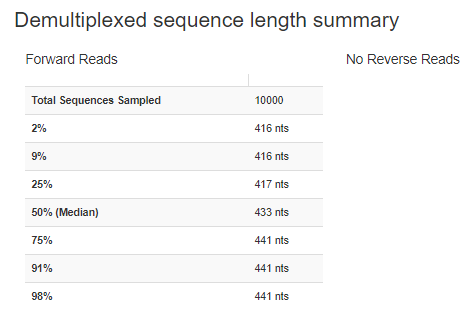 Demultiplexed sequence length summary
Forward Reads
No Reverse Reads
Total Sequences Sampled 10000
2% 416 nts
9% 416 nts
25% 417 nts
50% (Median) 433 nts
75% 441 nts
91% 441 nts
98% 441 nts